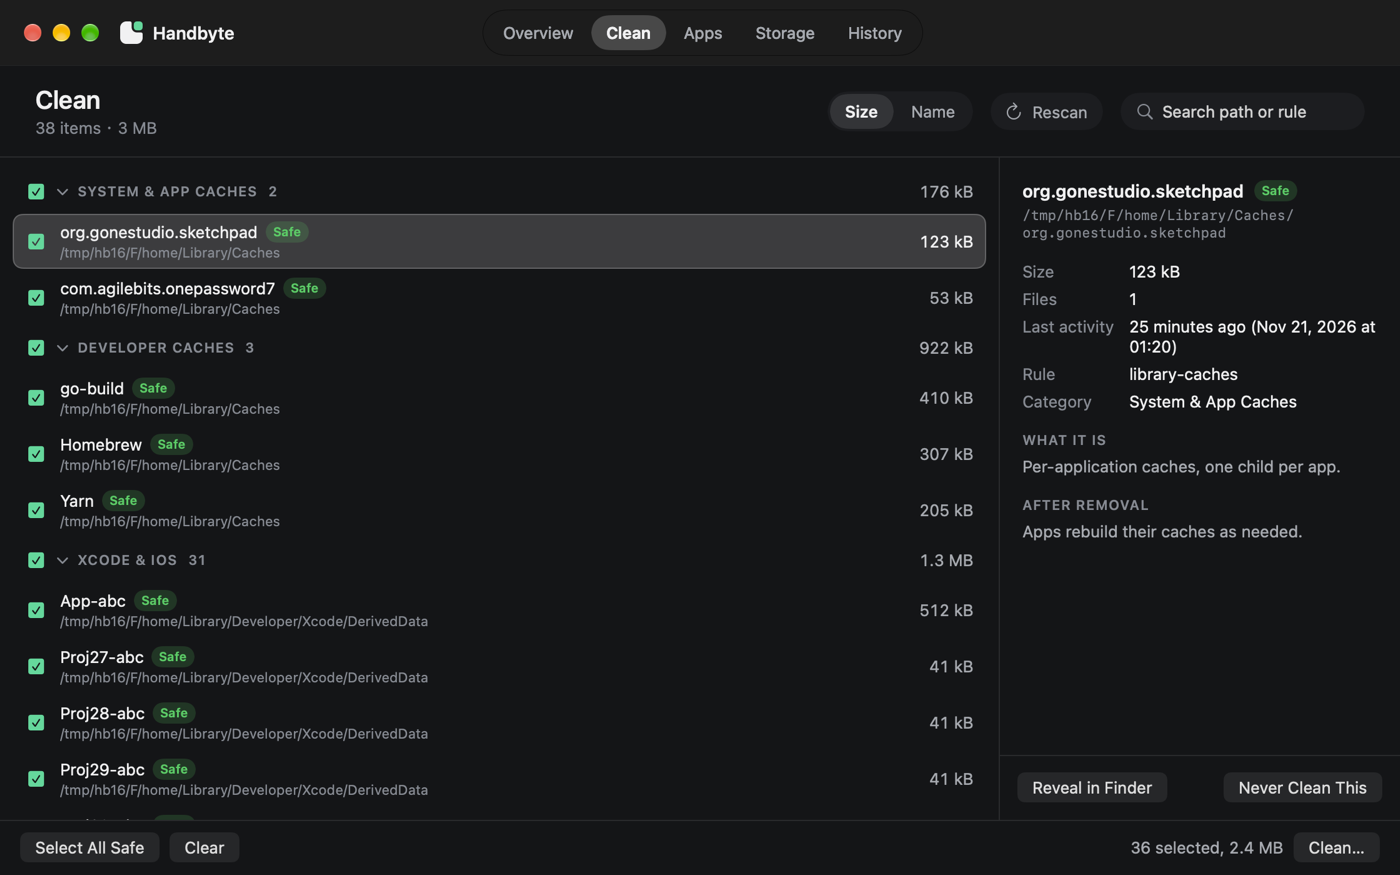 Handbyte
Overview
Clean
Apps
Storage
History
Clean
38 items · 3 MB
Size
Name
Rescan
Search path or rule
SYSTEM & APP CACHES 2
176 kB
org.gonestudio.sketchpad Safe
/tmp/hb16/F/home/Library/Caches
123 kB
com.agilebits.onepassword7 Safe
/tmp/hb16/F/home/Library/Caches
53 kB
DEVELOPER CACHES 3
922 kB
go-build Safe
/tmp/hb16/F/home/Library/Caches
410 kB
Homebrew Safe
/tmp/hb16/F/home/Library/Caches
307 kB
Yarn Safe
/tmp/hb16/F/home/Library/Caches
205 kB
XCODE & IOS 31
1.3 MB
App-abc Safe
/tmp/hb16/F/home/Library/Developer/Xcode/DerivedData
512 kB
Proj27-abc Safe
/tmp/hb16/F/home/Library/Developer/Xcode/DerivedData
41 kB
Proj28-abc Safe
/tmp/hb16/F/home/Library/Developer/Xcode/DerivedData
41 kB
Proj29-abc Safe
/tmp/hb16/F/home/Library/Developer/Xcode/DerivedData
41 kB
org.gonestudio.sketchpad Safe
/tmp/hb16/F/home/Library/Caches/
org.gonestudio.sketchpad
Size 123 kB
Files 1
Last activity 25 minutes ago (Nov 21, 2026 at
01:20)
Rule library-caches
Category System & App Caches
WHAT IT IS
Per-application caches, one child per app.
AFTER REMOVAL
Apps rebuild their caches as needed.
Reveal in Finder
Never Clean This
Select All Safe
Clear
36 selected, 2.4 MB
Clean...